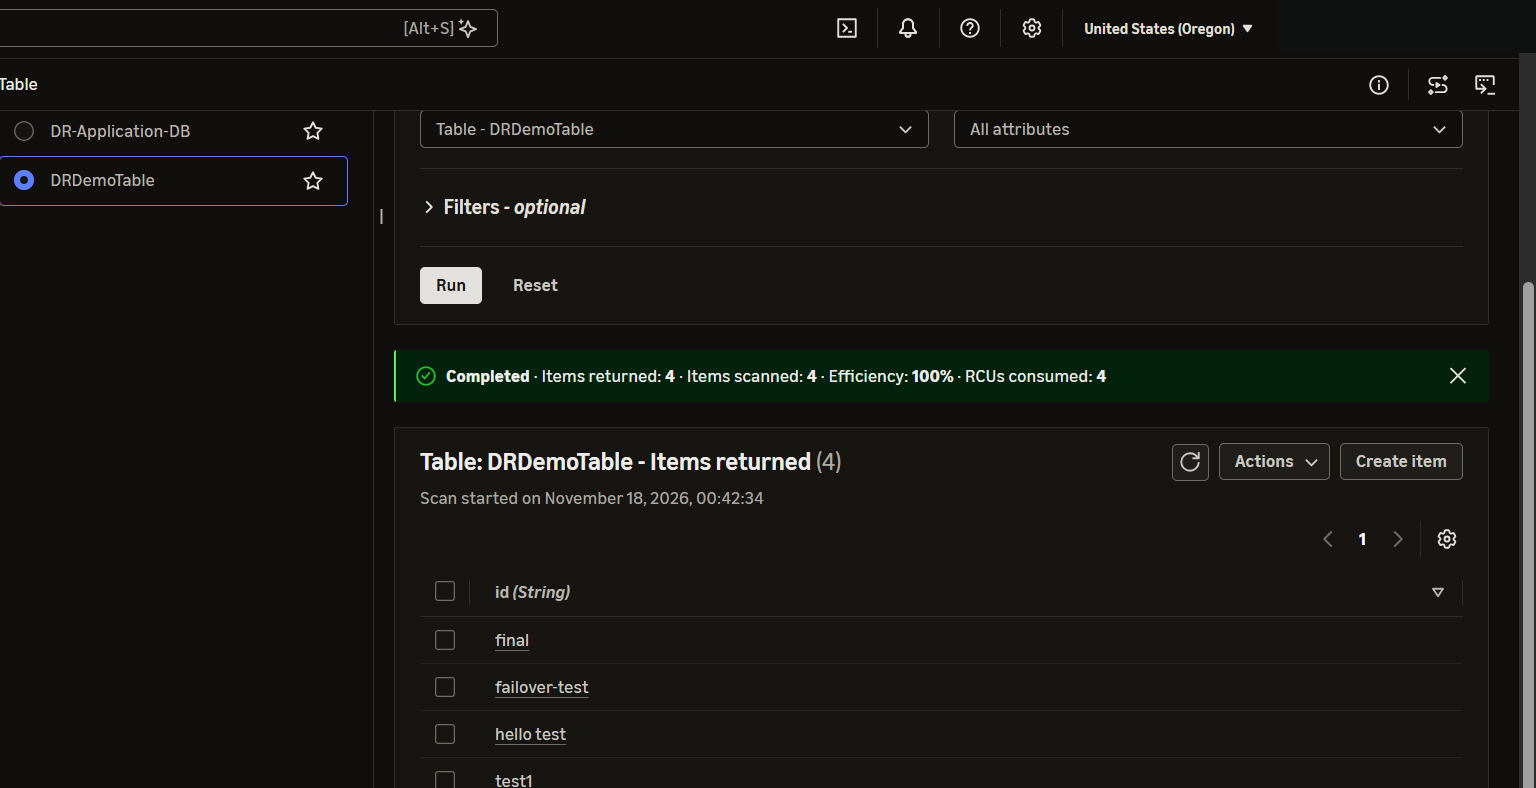 [Alt+S]
United States (Oregon)
Table
DR-Application-DB
DRDemoTable
Table - DRDemoTable
All attributes
Filters - optional
Run
Reset
Completed · Items returned: 4 · Items scanned: 4 · Efficiency: 100% · RCUs consumed: 4
Table: DRDemoTable - Items returned (4)
Actions
Create item
Scan started on November 18, 2026, 00:42:34
1
id (String)
final
failover-test
hello test
test1